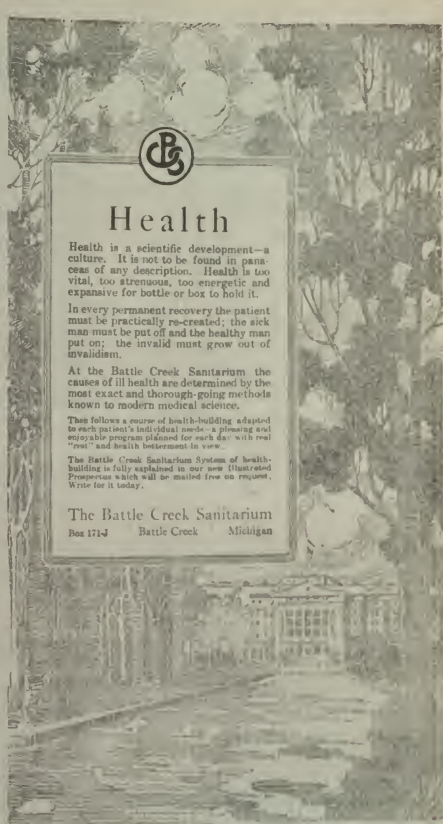 Health
Health is a scientific development—a
culture. It is not to be found in pana-
ceas of any description. Health is too
vital, too strenuous, too energetic and
expansive for bottle or box to hold it.
In every permanent recovery the patient
must be practically re-created; the sick
man must be put off and the healthy man
put on; the invalid must grow out of
invalidism.
At the Battle Creek Sanitarium the
causes of ill health are determined by the
most exact and thorough-going methods
known to modern medical science.
Then follows a course of health-building adapted
to each patient's individual needs—a pleasing and
enjoyable program planned for each day with real
"rest" and health betterment in view.
The Battle Creek Sanitarium System of health-
building is fully explained in our new Illustrated
Prospectus which will be mailed free on request.
Write for it today.
The Battle Creek Sanitarium
Box 171-J Battle Creek Michigan